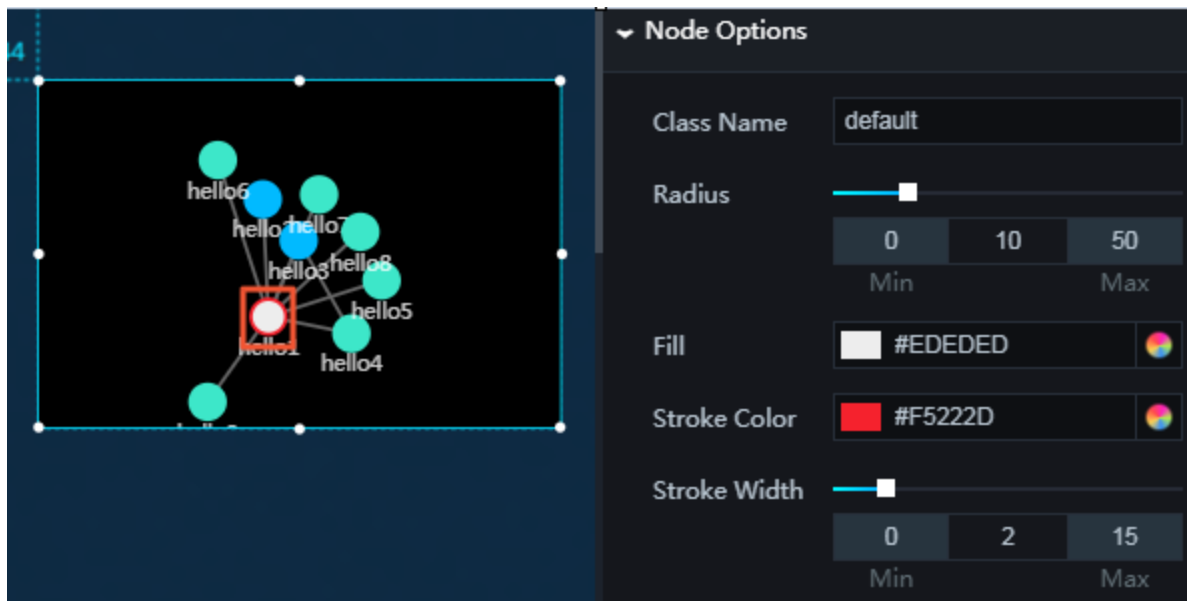 Node Options
Class Name
default
Radius
0
10
50
Min
Max
Fill
#EDEDED
Stroke Color
#F5222D
Stroke Width
0
2
15
Min
Max
hello6
hello7
hello3
hello8
hello5
hello1
hello4